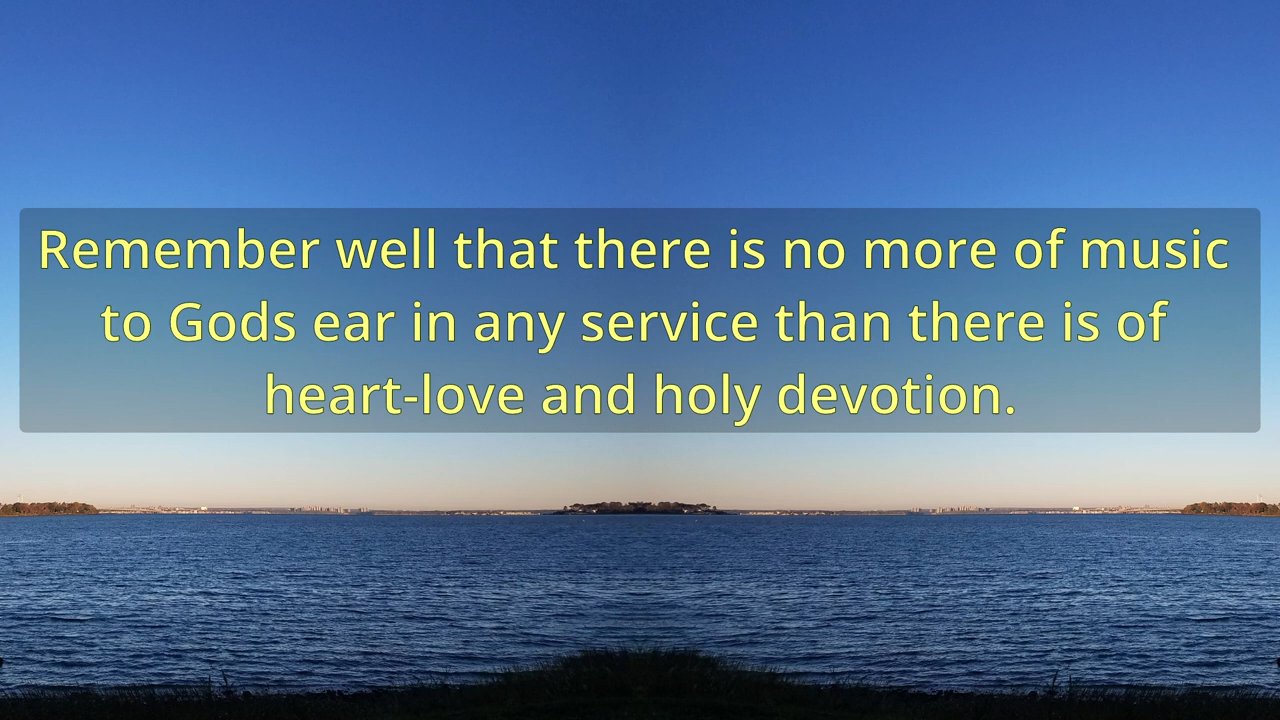 Remember well that there is no more of music
to Gods ear in any service than there is of
heart-love and holy devotion.